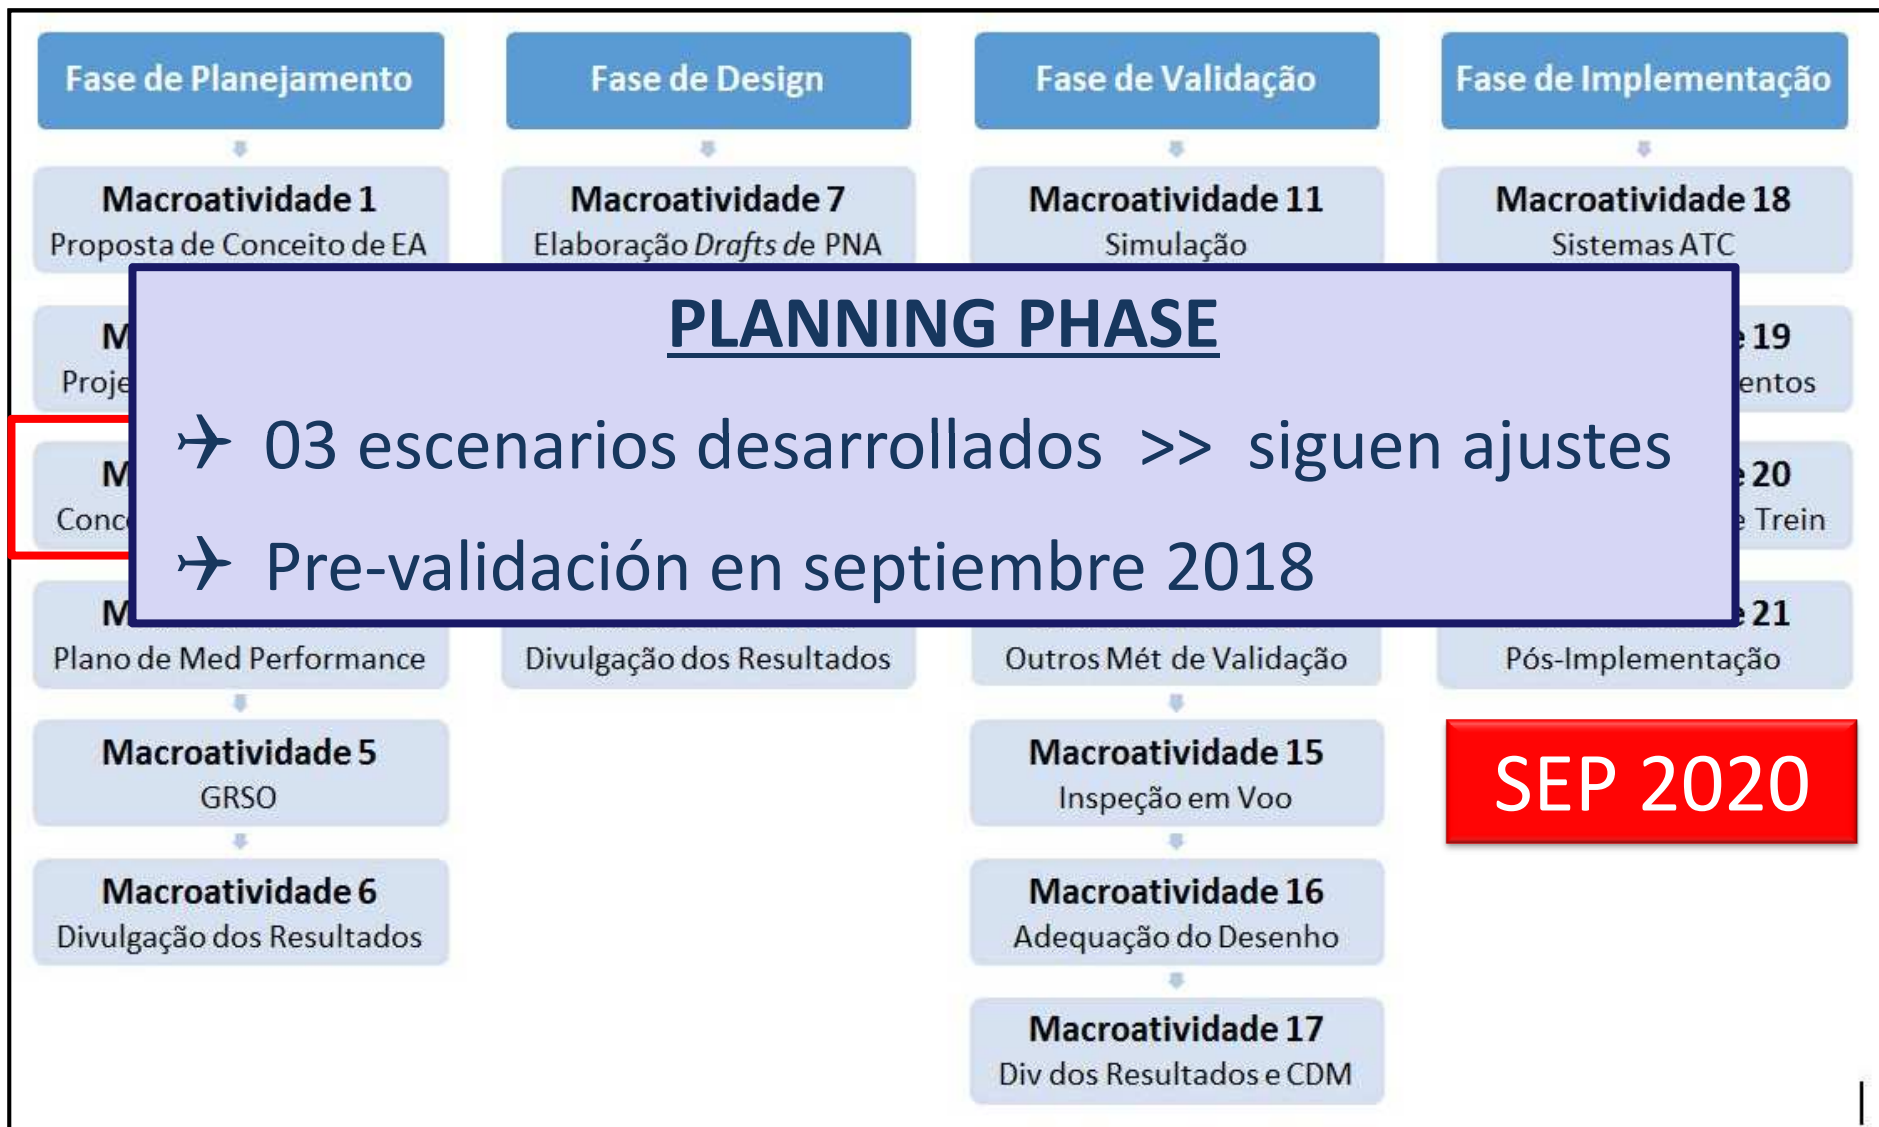 Fase de Planejamento
Fase de Design
Fase de Validação
Fase de Implementação
Macroatividade 1
Proposta de Conceito de EA
Macroatividade 7
Elaboração Drafts de PNA
Macroatividade 11
Simulação
Macroatividade 18
Sistemas ATC
PLANNING PHASE
03 escenarios desarrollados >> siguen ajustes
Pre-validación en septiembre 2018
19
20
Trein
21
Plano de Med Performance
Divulgação dos Resultados
Outros Mét de Validação
Pós-Implementação
Macroatividade 5
GRSO
Macroatividade 15
Inspeção em Voo
SEP 2020
Macroatividade 6
Divulgação dos Resultados
Macroatividade 16
Adequação do Desenho
Macroatividade 17
Div dos Resultados e CDM